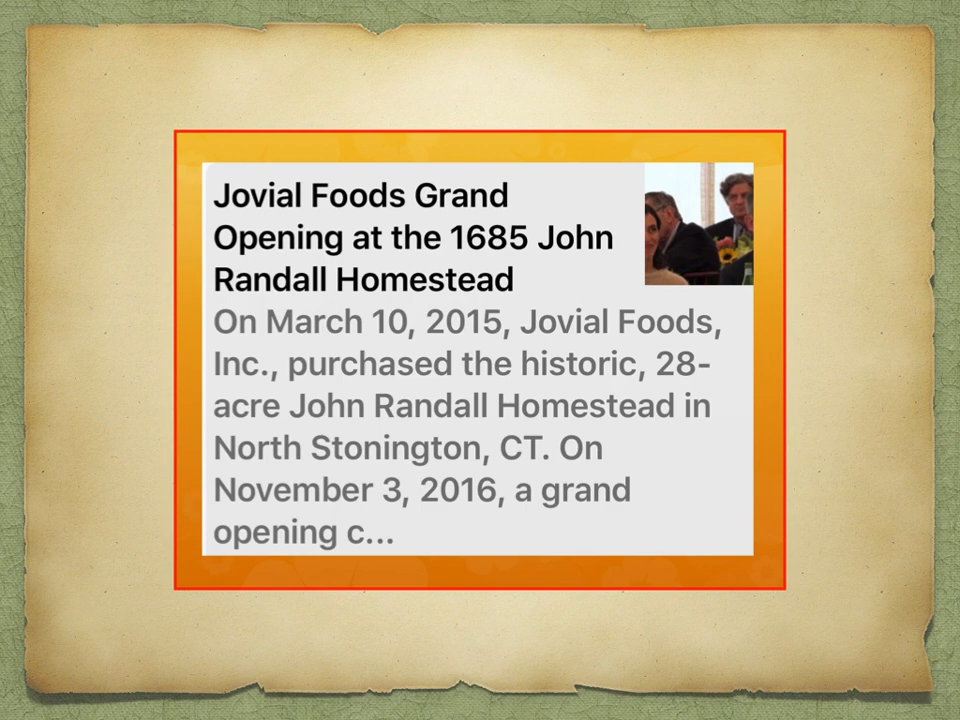 Jovial Foods Grand
Opening at the 1685 John
Randall Homestead
On March 10, 2015, Jovial Foods,
Inc., purchased the historic, 28-
acre John Randall Homestead in
North Stonington, CT. On
November 3, 2016, a grand
opening c...